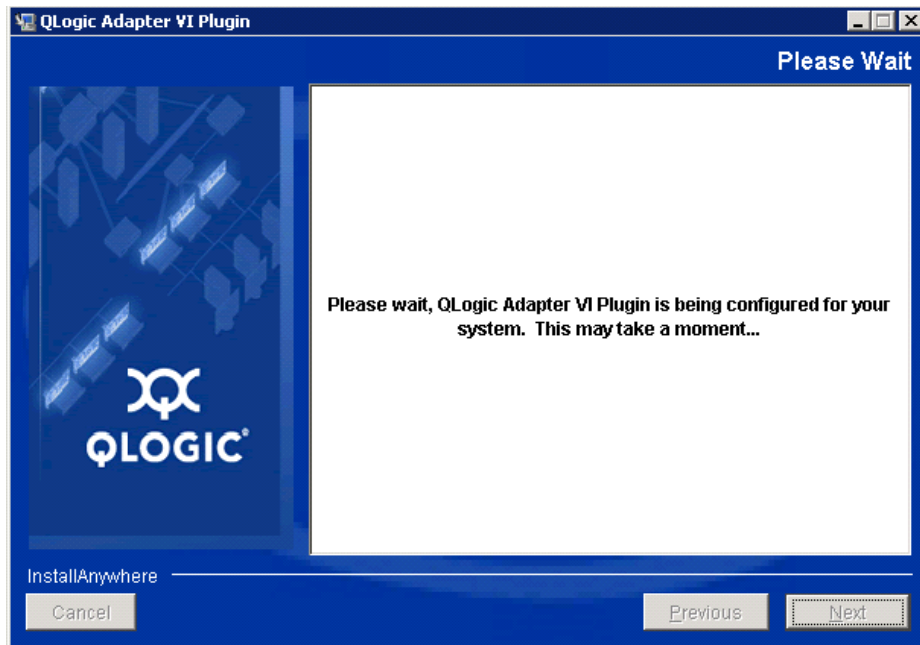 QLogic Adapter VI Plugin
Please Wait
Please wait, QLogic Adapter VI Plugin is being configured for your
system.  This may take a moment...
QLOGIC®
InstallAnywhere
Cancel
Previous
Next